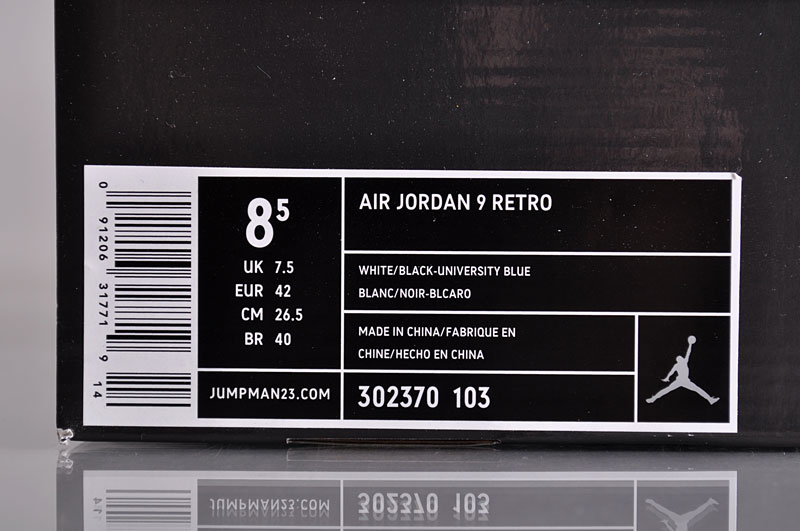 0 91206 31771 9 14
8⁵
UK 7.5
EUR 42
CM 26.5
BR 40
JUMPMAN23.COM
AIR JORDAN 9 RETRO
WHITE/BLACK-UNIVERSITY BLUE
BLANC/NOIR-BLCARO
MADE IN CHINA/FABRIQUE EN
CHINE/HECHO EN CHINA
302370 103